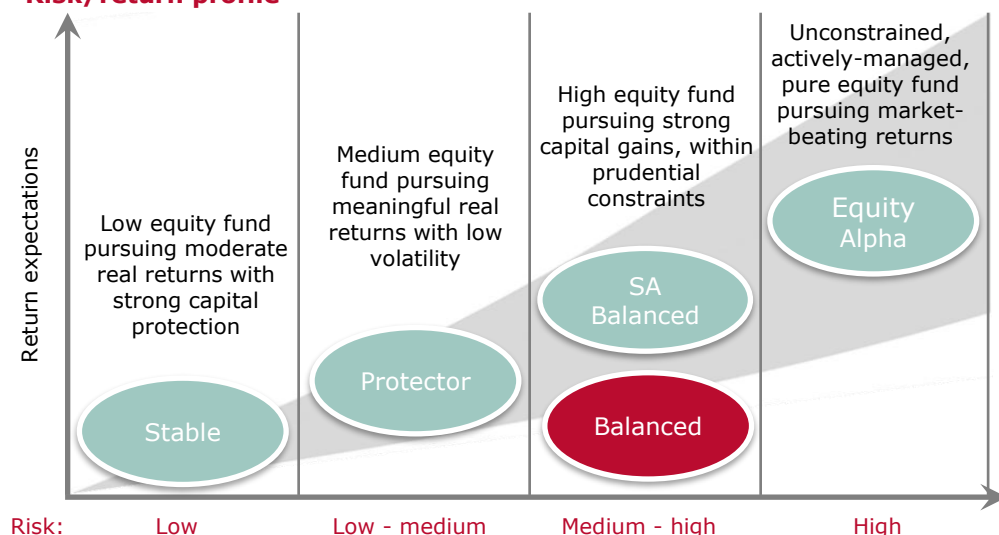 Risk/return profile
Return expectations
Low equity fund
pursuing moderate
real returns with
strong capital
protection
Stable
Medium equity
fund pursuing
meaningful real
returns with low
volatility
Protector
High equity fund
pursuing strong
capital gains, within
prudential
constraints
SA
Balanced
Balanced
Unconstrained,
actively-managed,
pure equity fund
pursuing market-
beating returns
Equity
Alpha
Risk:
Low
Low - medium
Medium - high
High